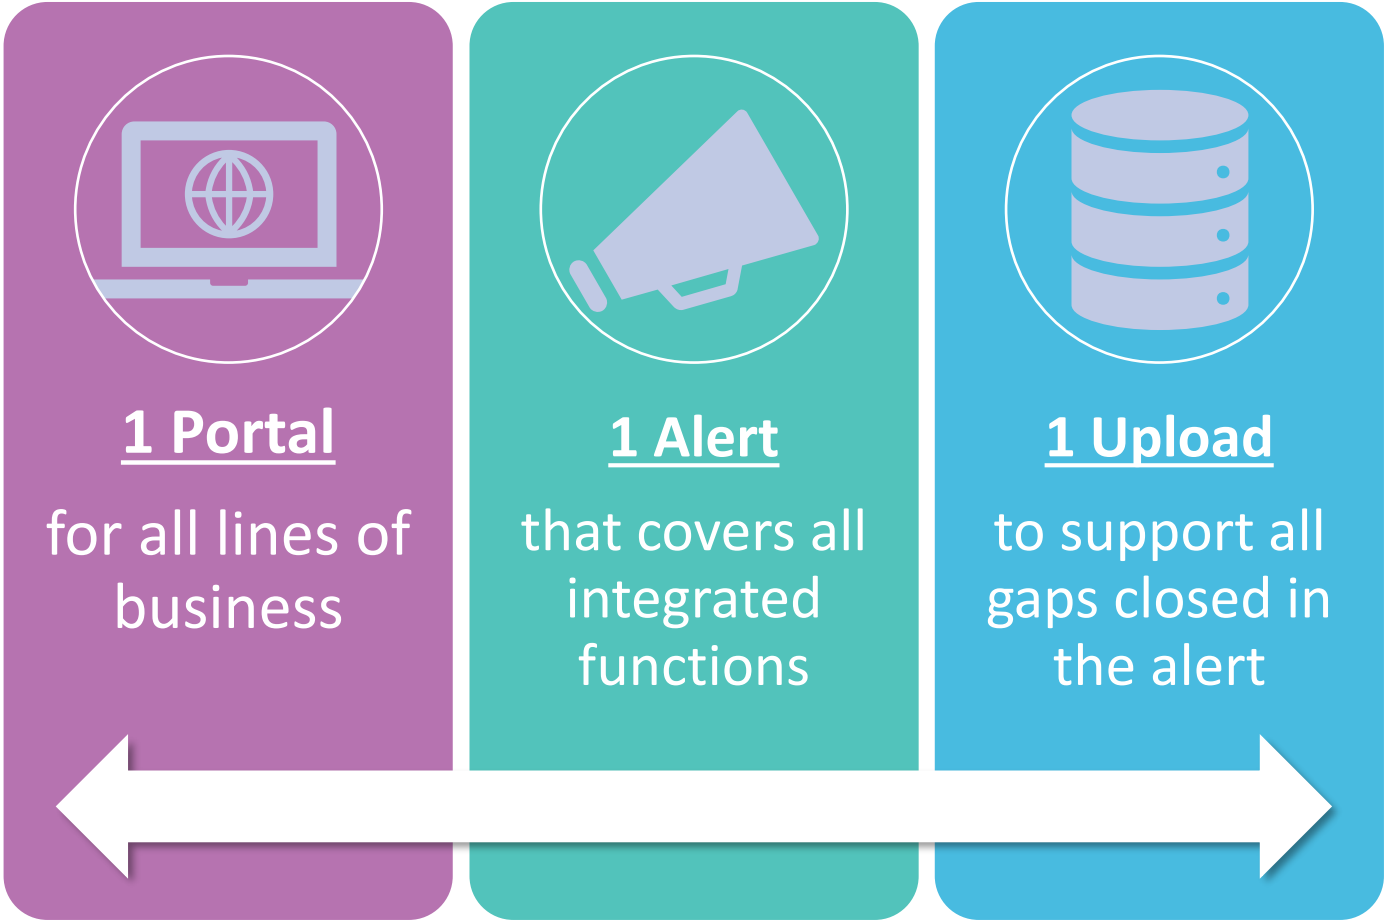 1 Portal
for all lines of
business
1 Alert
that covers all
integrated
functions
1 Upload
to support all
gaps closed in
the alert